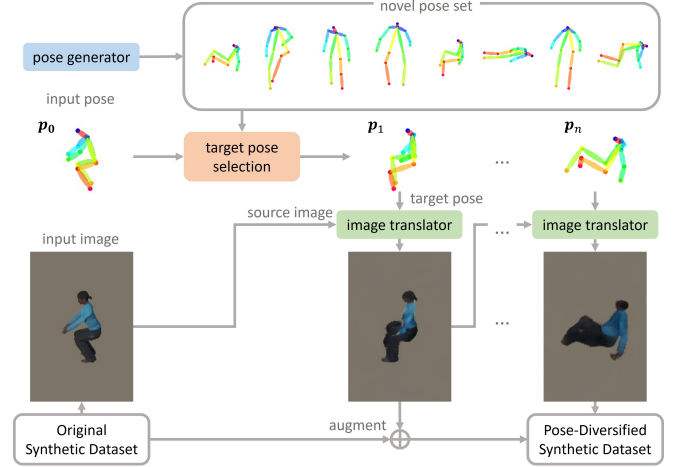 novel pose set
pose generator
input pose
p₀
target pose
selection
p₁
...
pₙ
target pose
source image
image translator
...
image translator
input image
...
augment
Original
Synthetic Dataset
Pose-Diversified
Synthetic Dataset